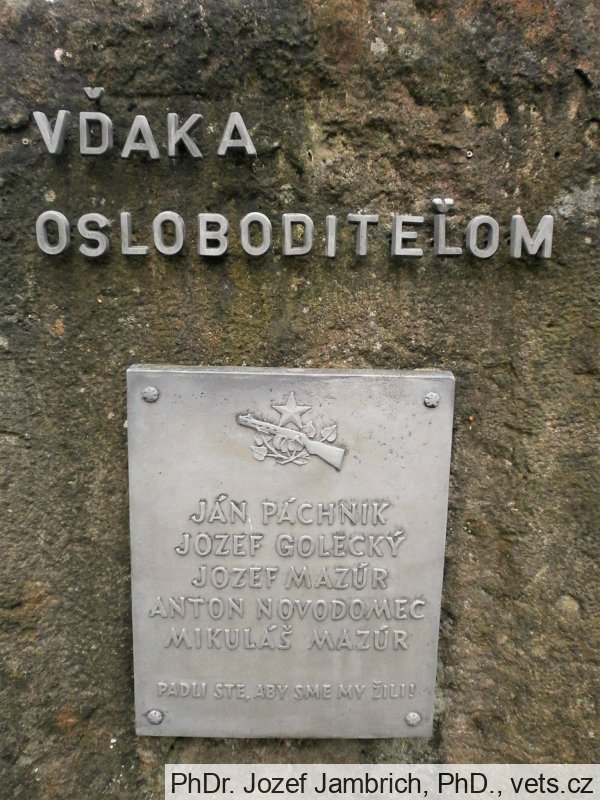 VĎAKA
OSLOBODITEĽOM
JÁN PÁCHNIK
JOZEF GOLECKÝ
JOZEF MAZÚR
ANTON NOVODOMEC
MIKULÁŠ MAZÚR
PADLI STE, ABY SME MY ŽILI!
PhDr. Jozef Jambrich, PhD., vets.cz